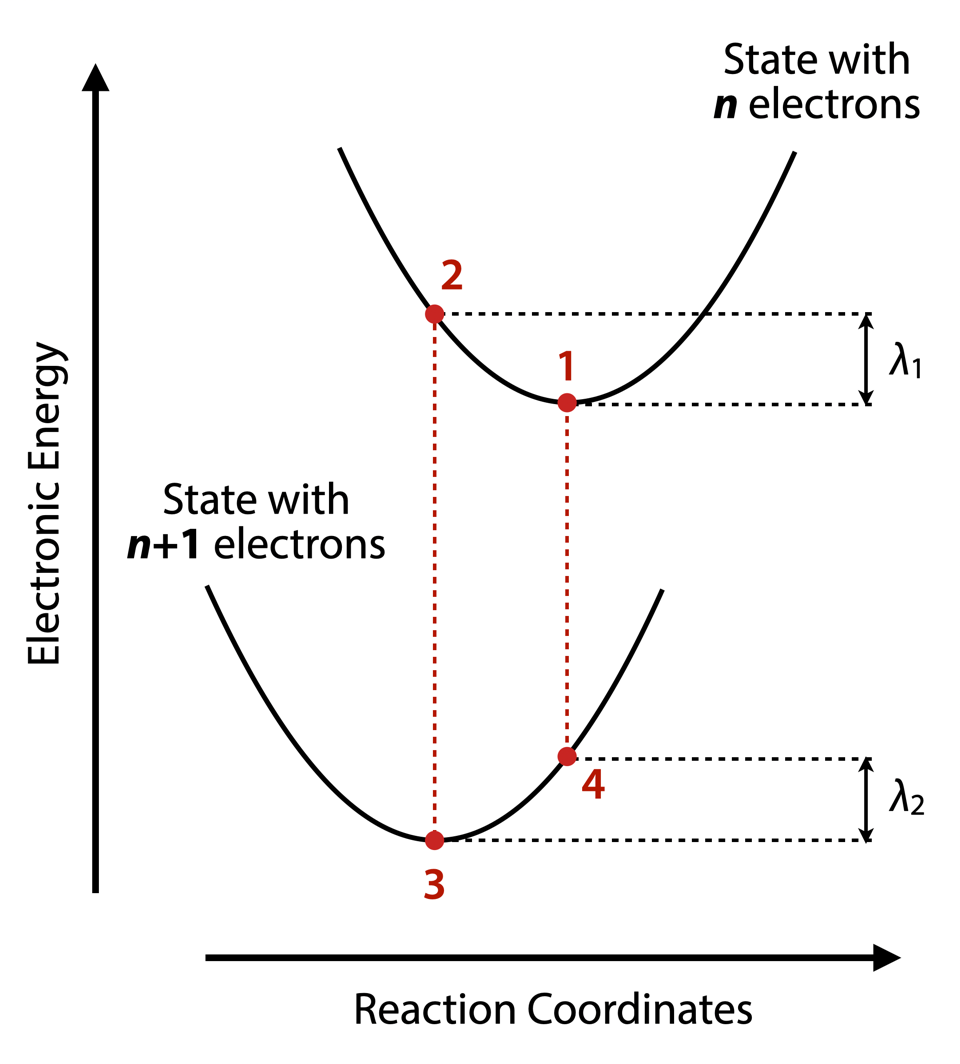 State with
n electrons
2
1
λ1
Electronic Energy
State with
n+1 electrons
4
λ2
3
Reaction Coordinates